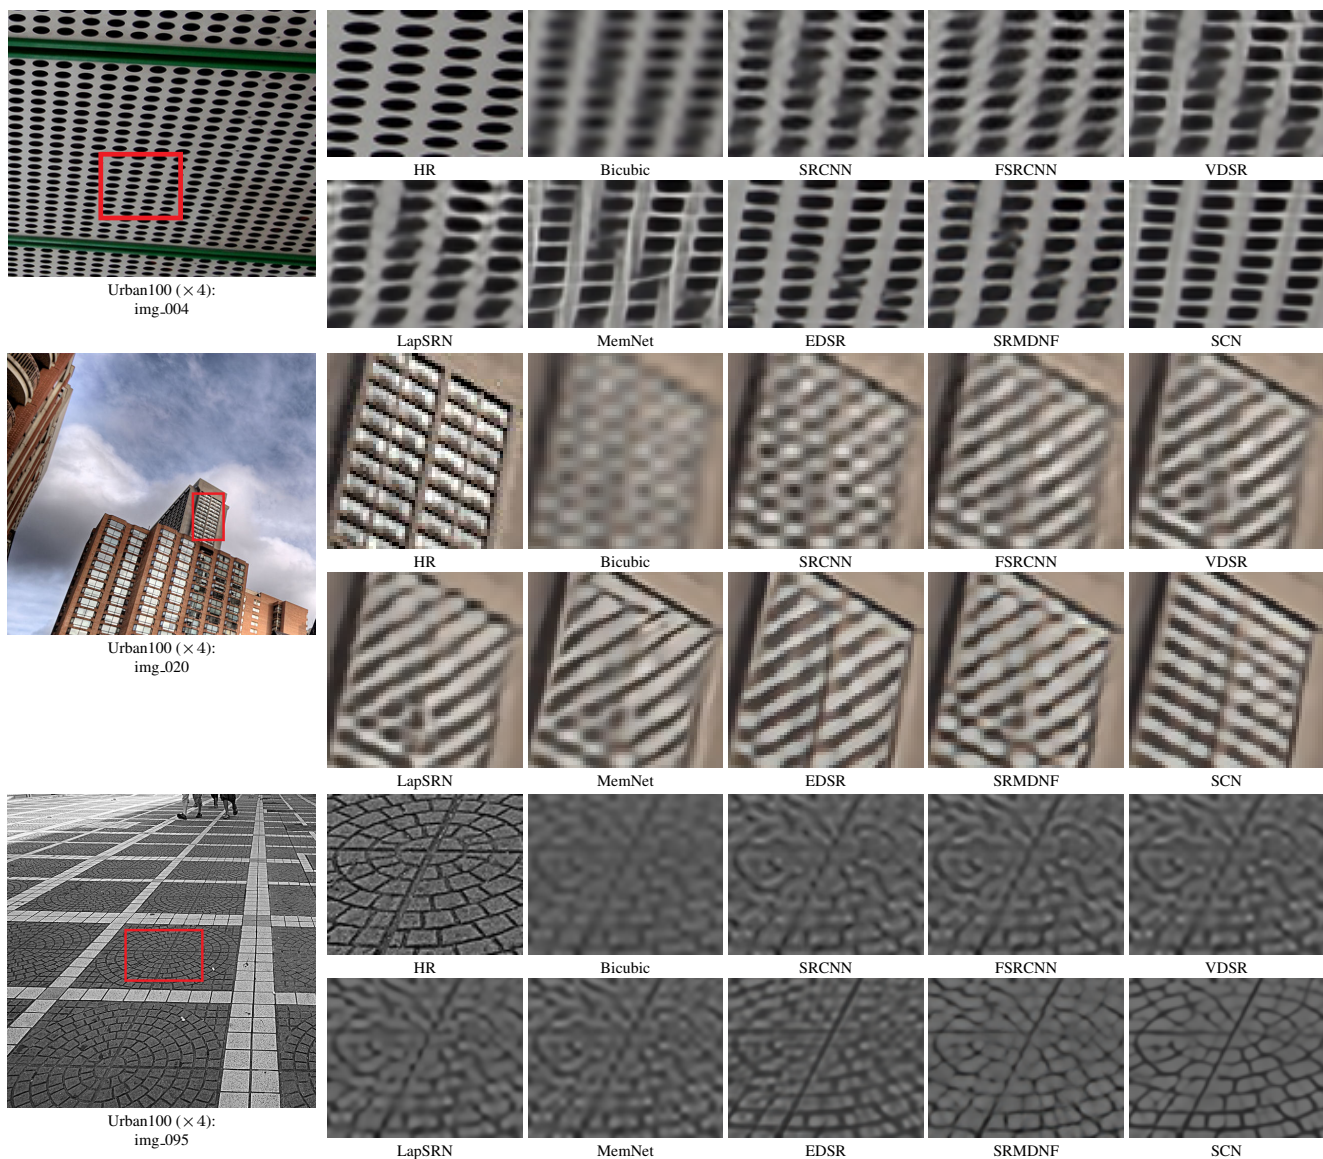 HR Bicubic SRCNN FSRCNN VDSR
Urban100 (×4):
img_004
LapSRN MemNet EDSR SRMDNF SCN
HR Bicubic SRCNN FSRCNN VDSR
Urban100 (×4):
img_020
LapSRN MemNet EDSR SRMDNF SCN
HR Bicubic SRCNN FSRCNN VDSR
Urban100 (×4):
img_095
LapSRN MemNet EDSR SRMDNF SCN